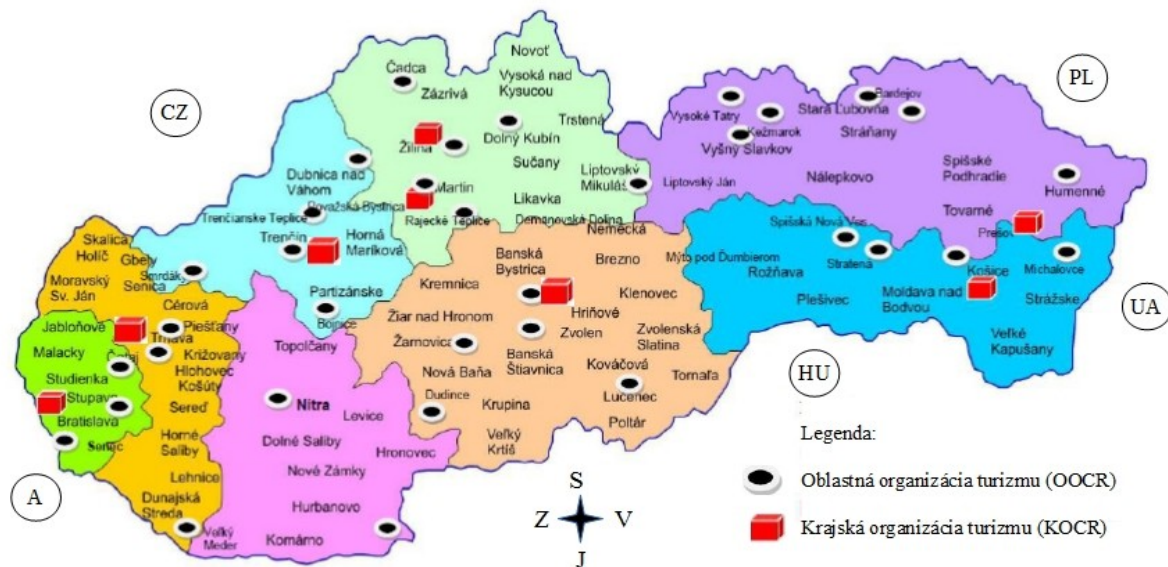 CZ
PL
UA
HU
A
Novoť
Čadca
Vysoká nad
Kysucou
Zázrivá
Trstená
Dolný Kubín
Žilina
Sučany
Martin
Likavka
Liptovský
Mikuláš
Rajecké Teplice
Demanovská Dolina
Dubnica nad
Váhom
Považská Bystrica
Trenčianske Teplice
Trenčín
Horná
Maríková
Partizánske
Bojnice
Skalica
Holíč
Gbely
Smrdáky
Senica
Moravský
Sv. Ján
Cérová
Piešťany
Trnava
Križovany
Hlohovec
Košúty
Sereď
Horné
Saliby
Lehnice
Dunajská
Streda
Veľký
Meder
Jabloňové
Malacky
Studienka
Stupava
Bratislava
Senec
Topoľčany
Nitra
Levice
Dolné Saliby
Hronovec
Nové Zámky
Hurbanovo
Komárno
Nemecká
Banská
Bystrica
Brezno
Kremnica
Klenovec
Hriňové
Žiar nad Hronom
Zvolen
Zvolenská
Slatina
Žarnovica
Banská
Štiavnica
Kováčová
Tornaľa
Nová Baňa
Lučenec
Dudince
Krupina
Poltár
Veľký
Krtíš
Vysoké Tatry
Kežmarok
Stará Ľubovňa
Bardejov
Stráňany
Vyšný Slavkov
Spišské
Podhradie
Liptovský Ján
Nálepkovo
Humenné
Tovarné
Prešov
Spišská Nová Ves
Mýto pod Ďumbierom
Stratená
Rožňava
Košice
Michalovce
Plešivec
Moldava nad
Bodvou
Strážske
Veľké
Kapušany
S
Z V
J
Legenda:
Oblastná organizácia turizmu (OOCR)
Krajská organizácia turizmu (KOCR)